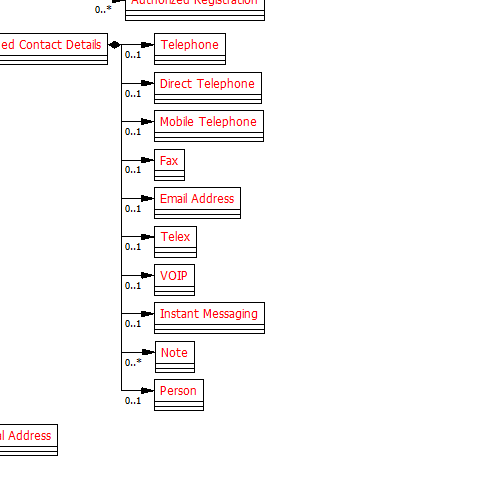 Authorized Registration
0..*
ed Contact Details
Telephone
0..1
Direct Telephone
0..1
Mobile Telephone
0..1
Fax
0..1
Email Address
0..1
Telex
0..1
VOIP
0..1
Instant Messaging
0..1
Note
0..*
Person
0..1
al Address